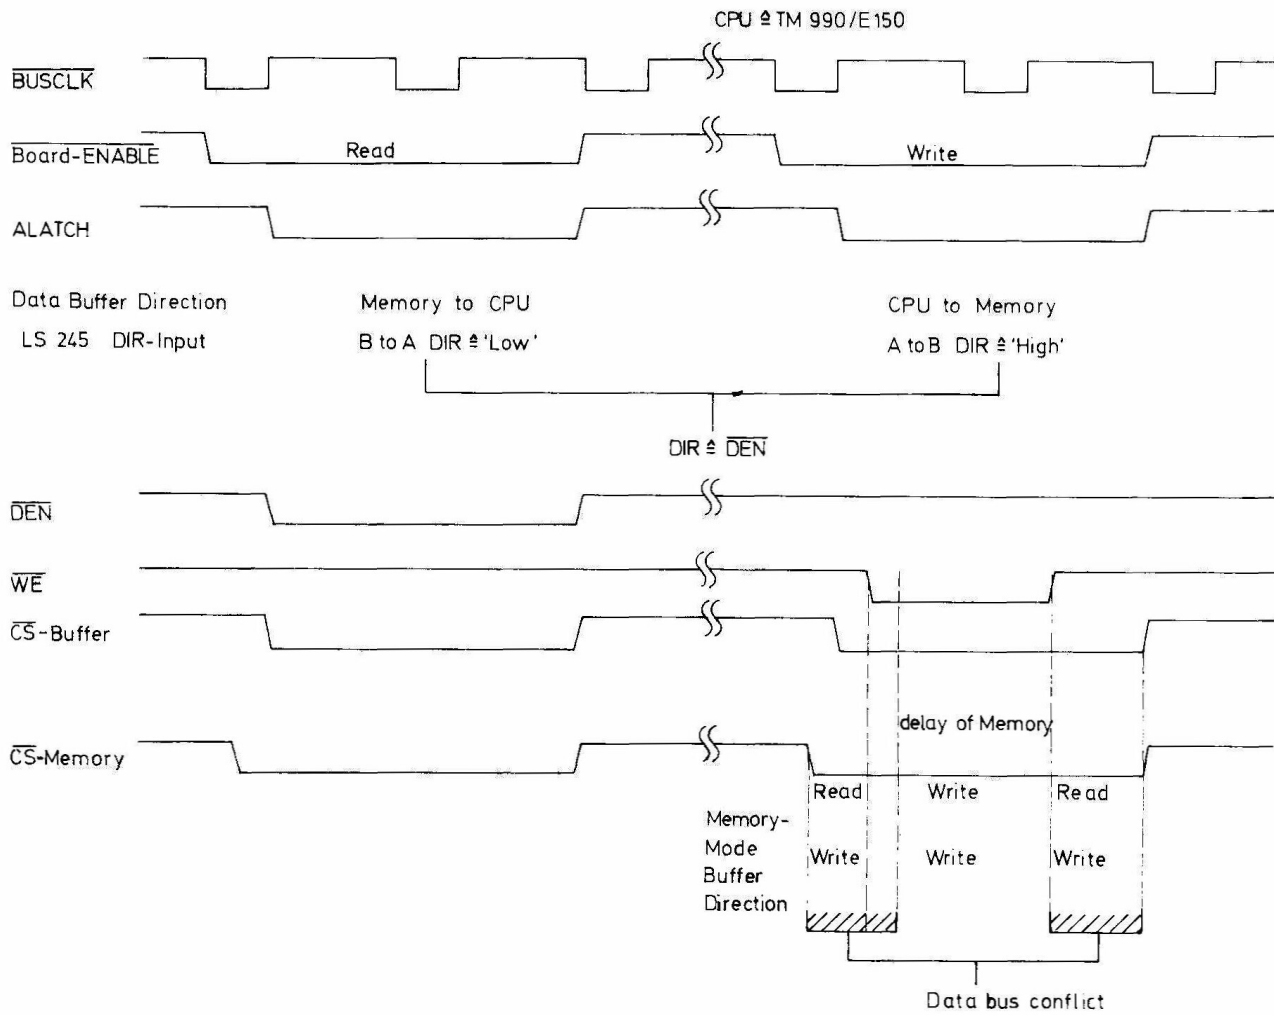 CPU ≙ TM 990/E150
BUSCLK
Board-ENABLE
Read
Write
ALATCH
Data Buffer Direction
LS 245 DIR-Input
Memory to CPU
B to A DIR ≙ 'Low'
CPU to Memory
A to B DIR ≙ 'High'
DIR ≙ DEN
DEN
WE
CS-Buffer
delay of Memory
CS-Memory
Read Write Read
Memory-
Mode
Write Write Write
Buffer
Direction
Data bus conflict